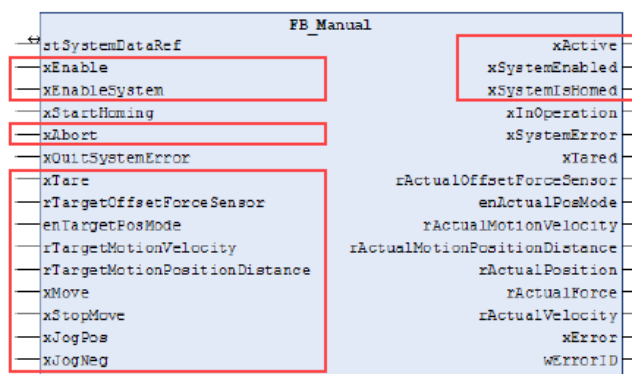 FB_Manual
stSystemDataRef xActive
xEnable xSystemEnabled
xEnableSystem xSystemIsHomed
xStartHoming xInOperation
xAbort xSystemError
xQuitSystemError xTared
xTare rActualOffsetForceSensor
rTargetOffsetForceSensor enActualPosMode
enTargetPosMode rActualMotionVelocity
rTargetMotionVelocity rActualMotionPositionDistance
rTargetMotionPositionDistance rActualPosition
xMove rActualForce
xStopMove rActualVelocity
xJogPos xError
xJogNeg wErrorID